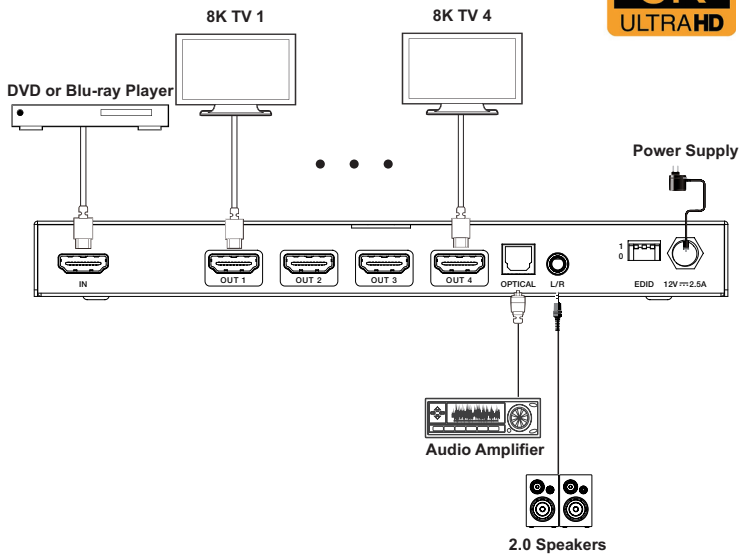 8K TV 1
8K TV 4
ULTRAHD
DVD or Blu-ray Player
Power Supply
1
0
IN
OUT 1
OUT 2
OUT 3
OUT 4
OPTICAL
L/R
EDID
12V⎓2.5A
Audio Amplifier
2.0 Speakers